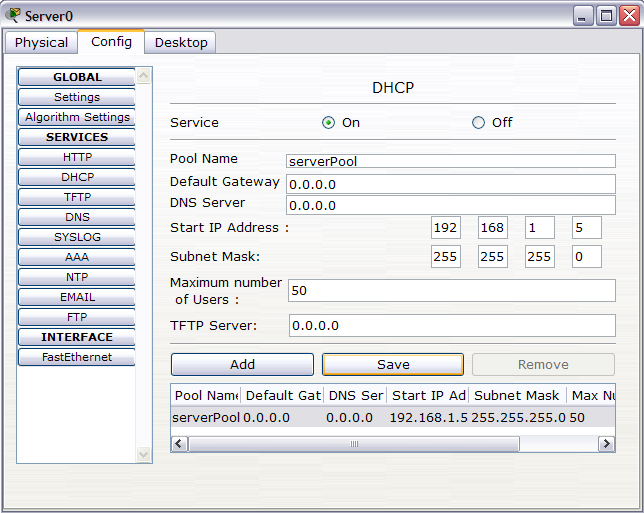 Server0
Physical Config Desktop
GLOBAL
Settings
Algorithm Settings
SERVICES
HTTP
DHCP
TFTP
DNS
SYSLOG
AAA
NTP
EMAIL
FTP
INTERFACE
FastEthernet
DHCP
Service On Off
Pool Name serverPool
Default Gateway 0.0.0.0
DNS Server 0.0.0.0
Start IP Address : 192 168 1 5
Subnet Mask: 255 255 255 0
Maximum number
of Users : 50
TFTP Server: 0.0.0.0
Add Save Remove
Pool Name Default Gat DNS Ser Start IP Ad Subnet Mask Max Nu
serverPool 0.0.0.0 0.0.0.0 192.168.1.5 255.255.255.0 50